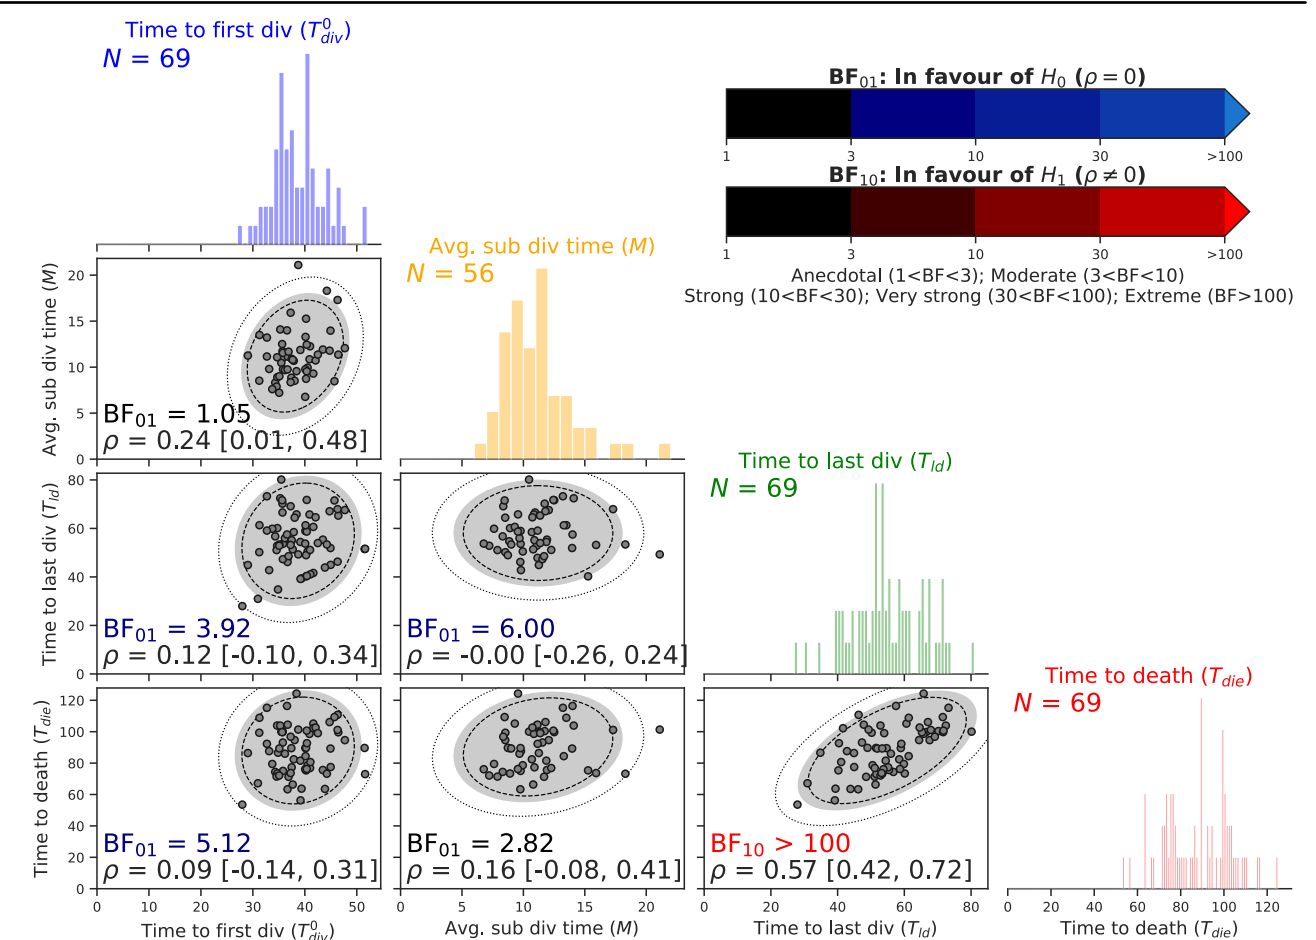 Time to first div (T⁰div)
N = 69
BF₀₁: In favour of H₀ (ρ = 0)
1 3 10 30 >100
BF₁₀: In favour of H₁ (ρ ≠ 0)
1 3 10 30 >100
Anecdotal (1<BF<3); Moderate (3<BF<10)
Strong (10<BF<30); Very strong (30<BF<100); Extreme (BF>100)
Avg. sub div time (M)
N = 56
Avg. sub div time (M)
20
15
10
5
0
BF₀₁ = 1.05
ρ = 0.24 [0.01, 0.48]
Time to last div (Tld)
N = 69
Time to last div (Tld)
80
60
40
20
0
BF₀₁ = 3.92
ρ = 0.12 [-0.10, 0.34]
BF₀₁ = 6.00
ρ = -0.00 [-0.26, 0.24]
Time to death (Tdie)
N = 69
Time to death (Tdie)
120
100
80
60
40
20
0
BF₀₁ = 5.12
ρ = 0.09 [-0.14, 0.31]
BF₀₁ = 2.82
ρ = 0.16 [-0.08, 0.41]
BF₁₀ > 100
ρ = 0.57 [0.42, 0.72]
0 10 20 30 40 50
Time to first div (T⁰div)
0 5 10 15 20
Avg. sub div time (M)
0 20 40 60 80
Time to last div (Tld)
0 20 40 60 80 100 120
Time to death (Tdie)